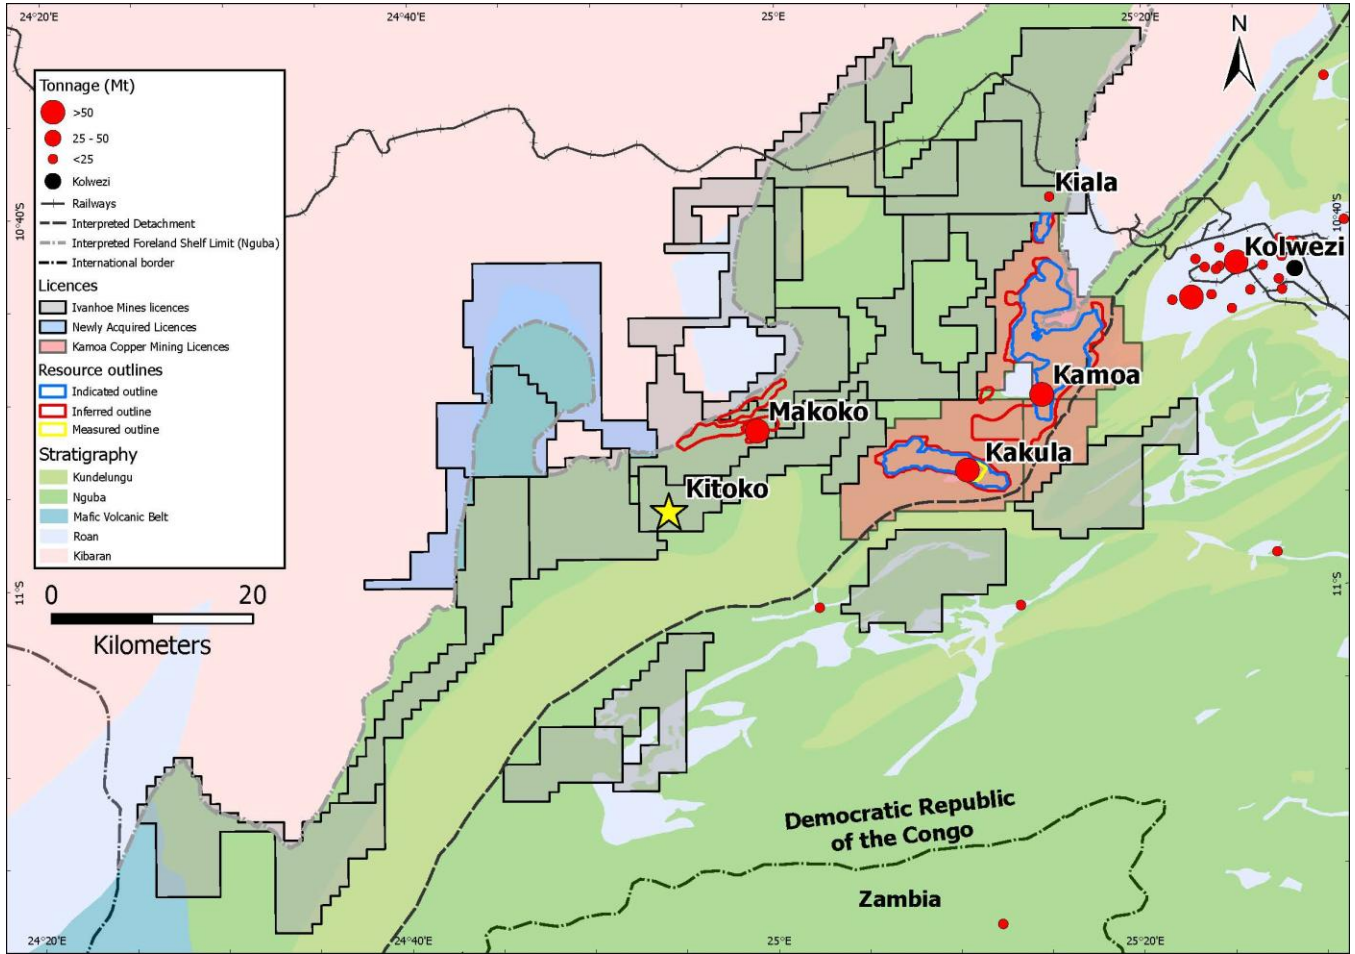 24°20'E
24°40'E
25°E
25°20'E
N
Tonnage (Mt)
>50
25 - 50
<25
Kolwezi
Railways
Interpreted Detachment
Interpreted Foreland Shelf Limit (Nguba)
International border
Licences
Ivanhoe Mines licences
Newly Acquired Licences
Kamoa Copper Mining Licences
Resource outlines
Indicated outline
Inferred outline
Measured outline
Stratigraphy
Kundelungu
Nguba
Mafic Volcanic Belt
Roan
Kibaran
0 20
Kilometers
10°40'S
10°40'S
11°S
11°S
Kiala
Kolwezi
Kamoa
Makoko
Kakula
Kitoko
Democratic Republic
of the Congo
Zambia
24°20'E
24°40'E
25°E
25°20'E